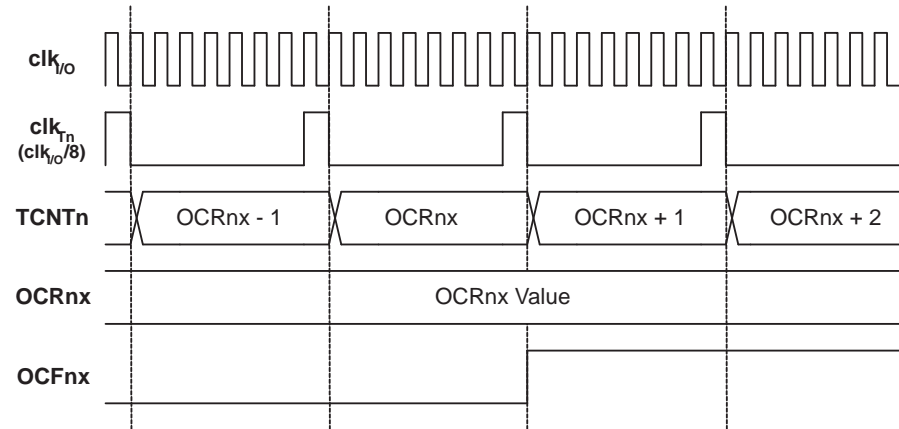 clkI/O
clkTn
(clkI/O/8)
TCNTn OCRnx - 1 OCRnx OCRnx + 1 OCRnx + 2
OCRnx OCRnx Value
OCFnx